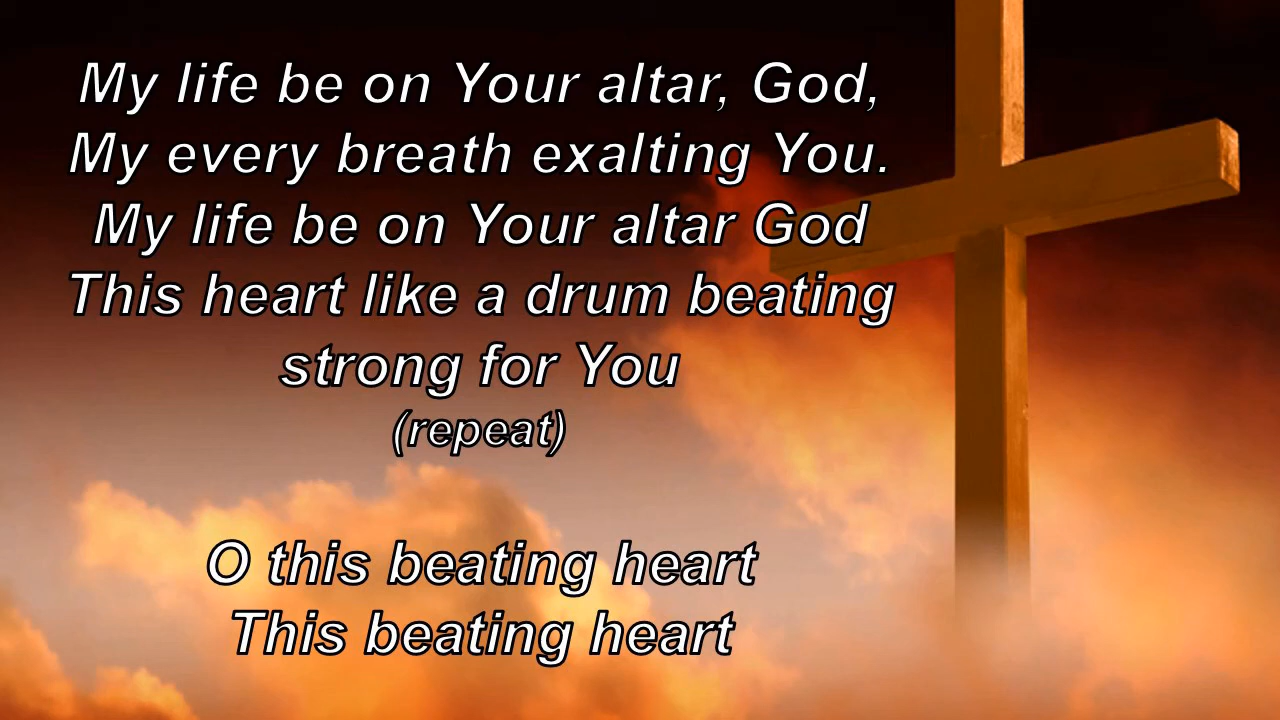 My life be on Your altar, God,
My every breath exalting You.
My life be on Your altar God
This heart like a drum beating
strong for You
(repeat)
O this beating heart
This beating heart